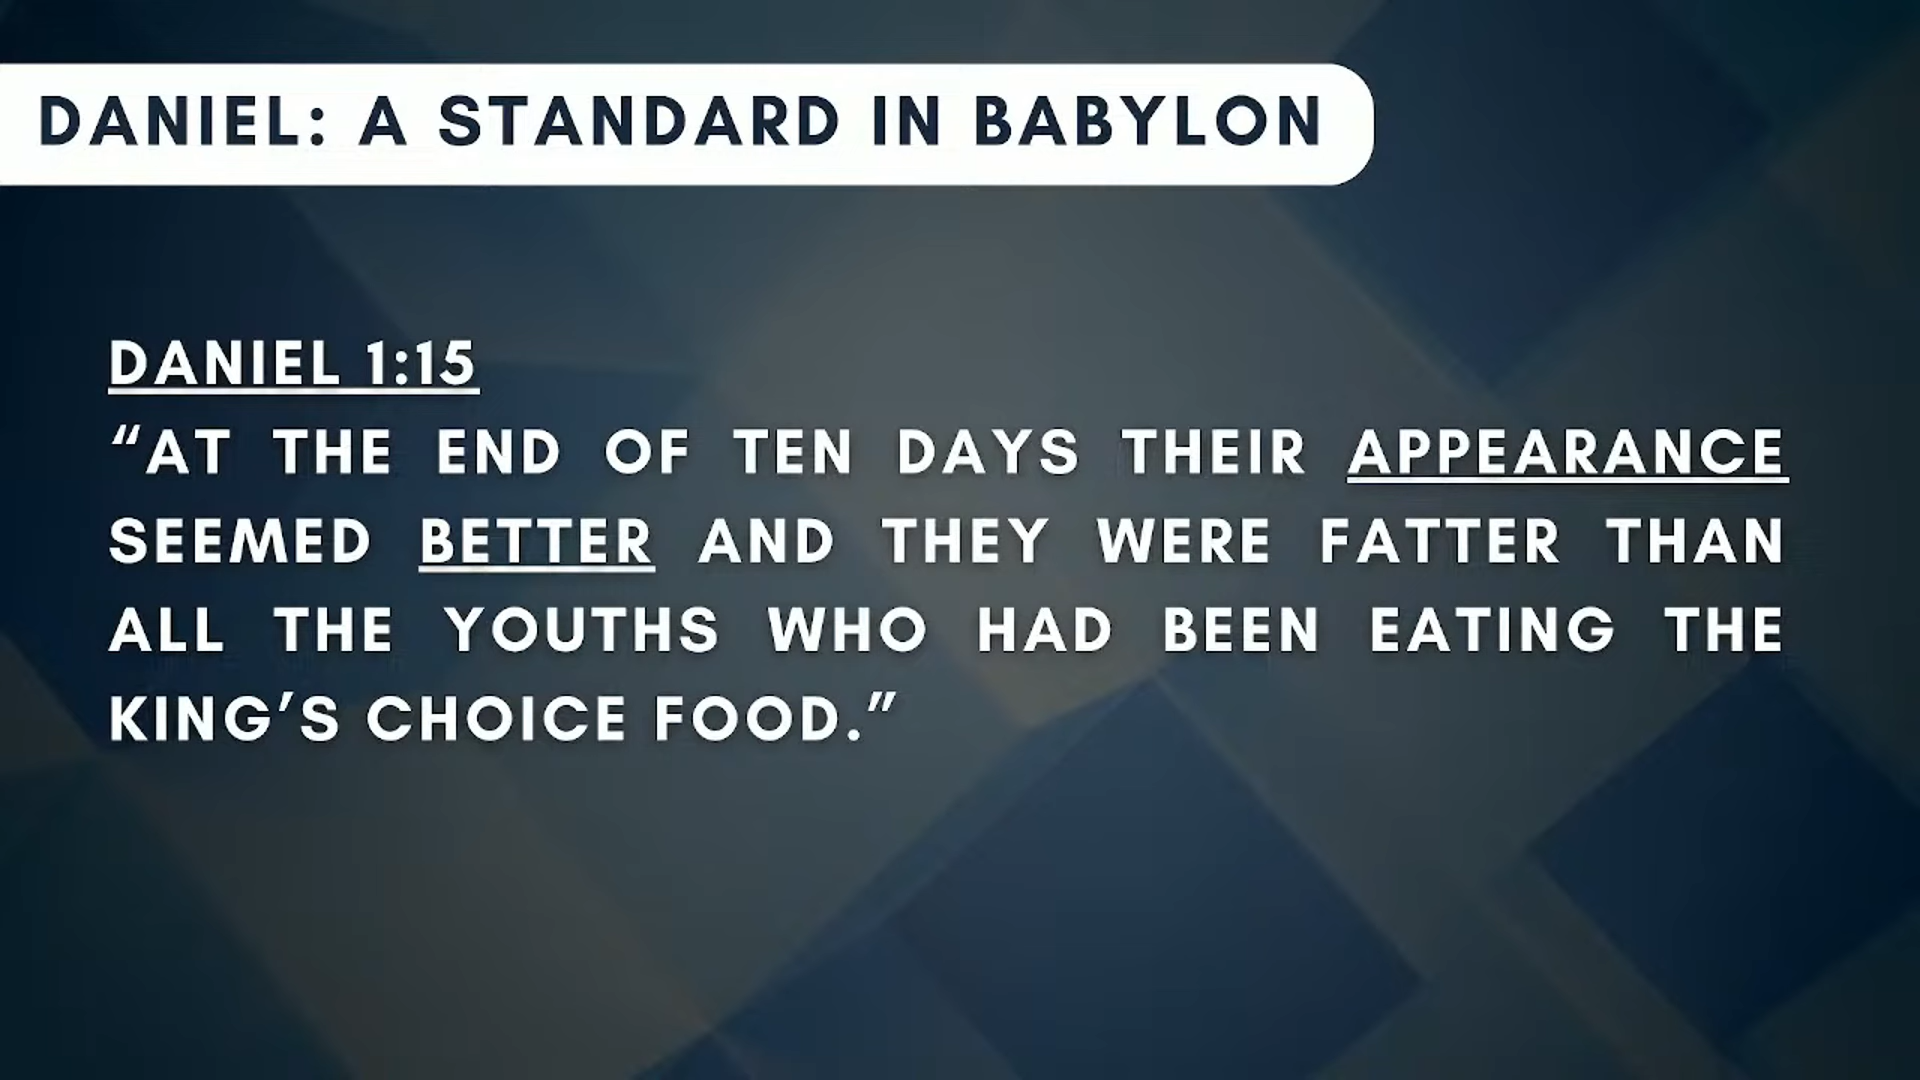 DANIEL: A STANDARD IN BABYLON
DANIEL 1:15
“AT THE END OF TEN DAYS THEIR APPEARANCE
SEEMED BETTER AND THEY WERE FATTER THAN
ALL THE YOUTHS WHO HAD BEEN EATING THE
KING’S CHOICE FOOD.”